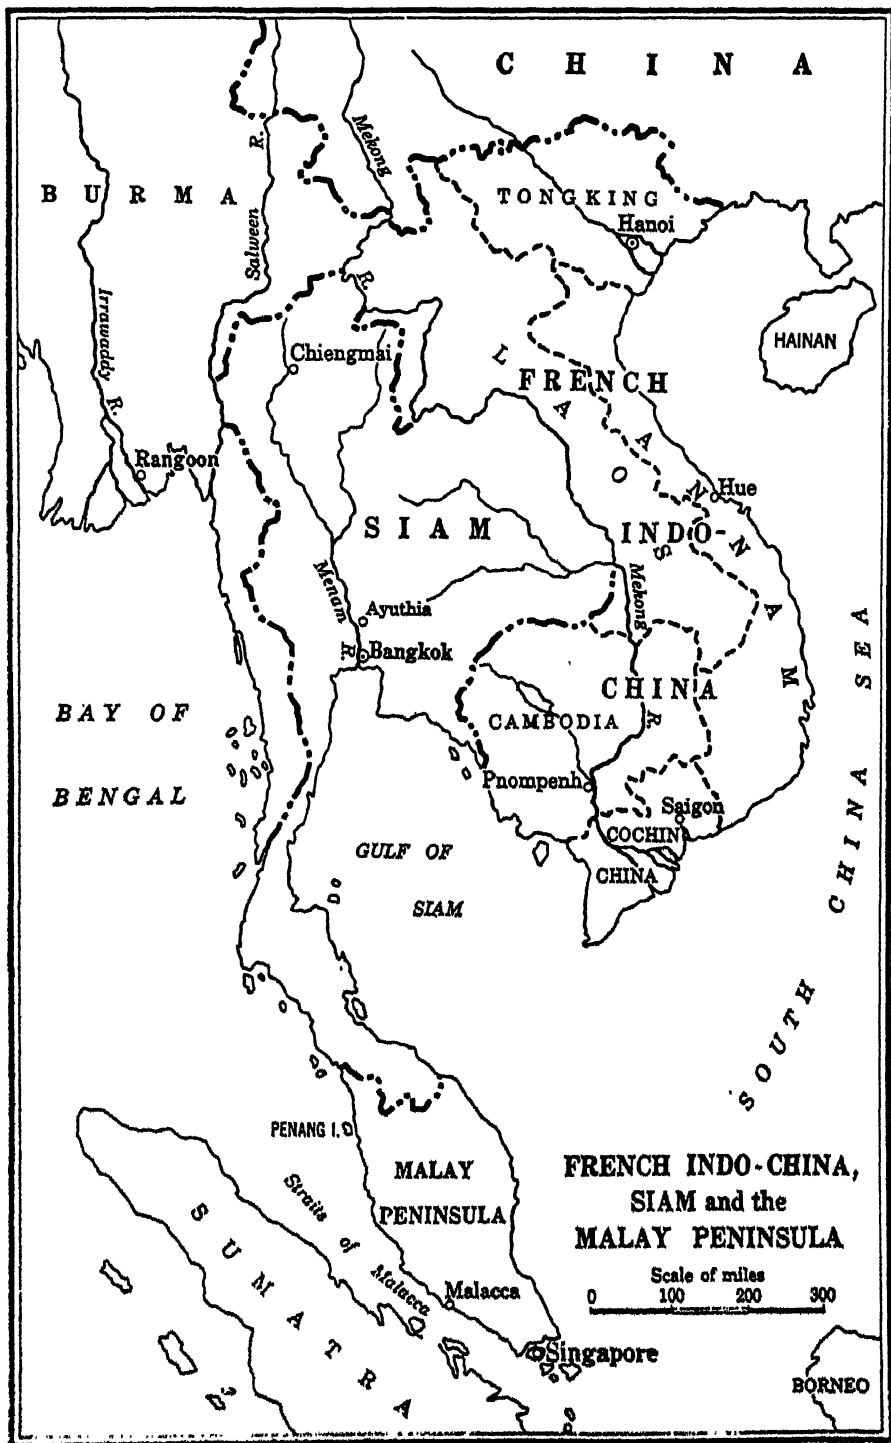 CHINA
R.
Mekong
BURMA
TONGKING
Hanoi
Salween
R.
Irrawaddy
R.
HAINAN
Chiengmai
LAOS
FRENCH
ANNAM
Rangoon
Hue
SIAM
INDO-
Menam
R.
Mekong
R.
Ayuthia
Bangkok
CHINA
BAY OF
BENGAL
CAMBODIA
Pnompenh
Saigon
COCHIN
CHINA
GULF OF
SIAM
SOUTH CHINA SEA
PENANG I.
MALAY
PENINSULA
Straits of Malacca
SUMATRA
Malacca
Singapore
BORNEO
FRENCH INDO-CHINA,
SIAM and the
MALAY PENINSULA
Scale of miles
0 100 200 300